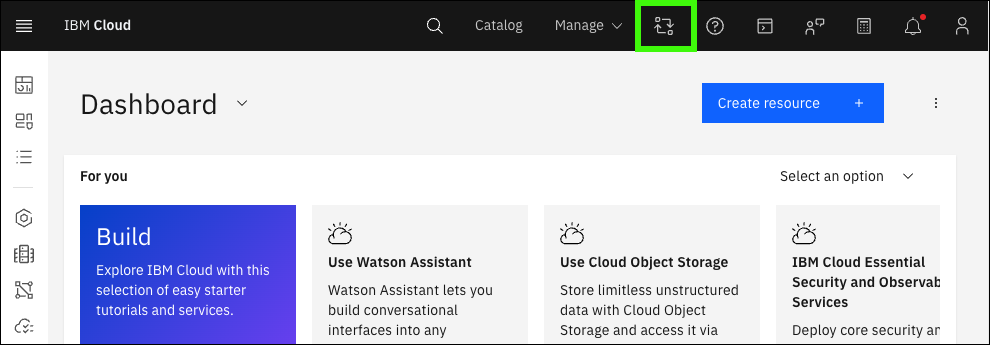 IBM Cloud
Catalog
Manage
Dashboard
Create resource +
For you
Select an option
Build
Explore IBM Cloud with this
selection of easy starter
tutorials and services.
Use Watson Assistant
Watson Assistant lets you
build conversational
interfaces into any
Use Cloud Object Storage
Store limitless unstructured
data with Cloud Object
Storage and access it via
IBM Cloud Essential
Security and Observab
Services
Deploy core security an